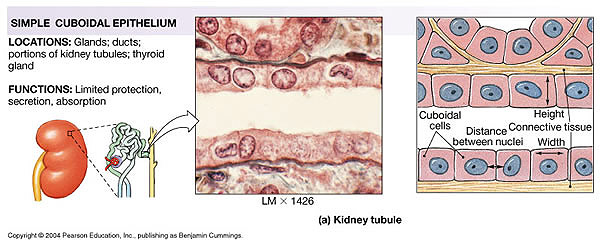 SIMPLE CUBOIDAL EPITHELIUM
LOCATIONS: Glands; ducts;
portions of kidney tubules; thyroid
gland
FUNCTIONS: Limited protection,
secretion, absorption
LM × 1426
Height
Cuboidal
cells
Connective tissue
Distance
between nuclei
Width
(a) Kidney tubule
Copyright © 2004 Pearson Education, Inc., publishing as Benjamin Cummings.